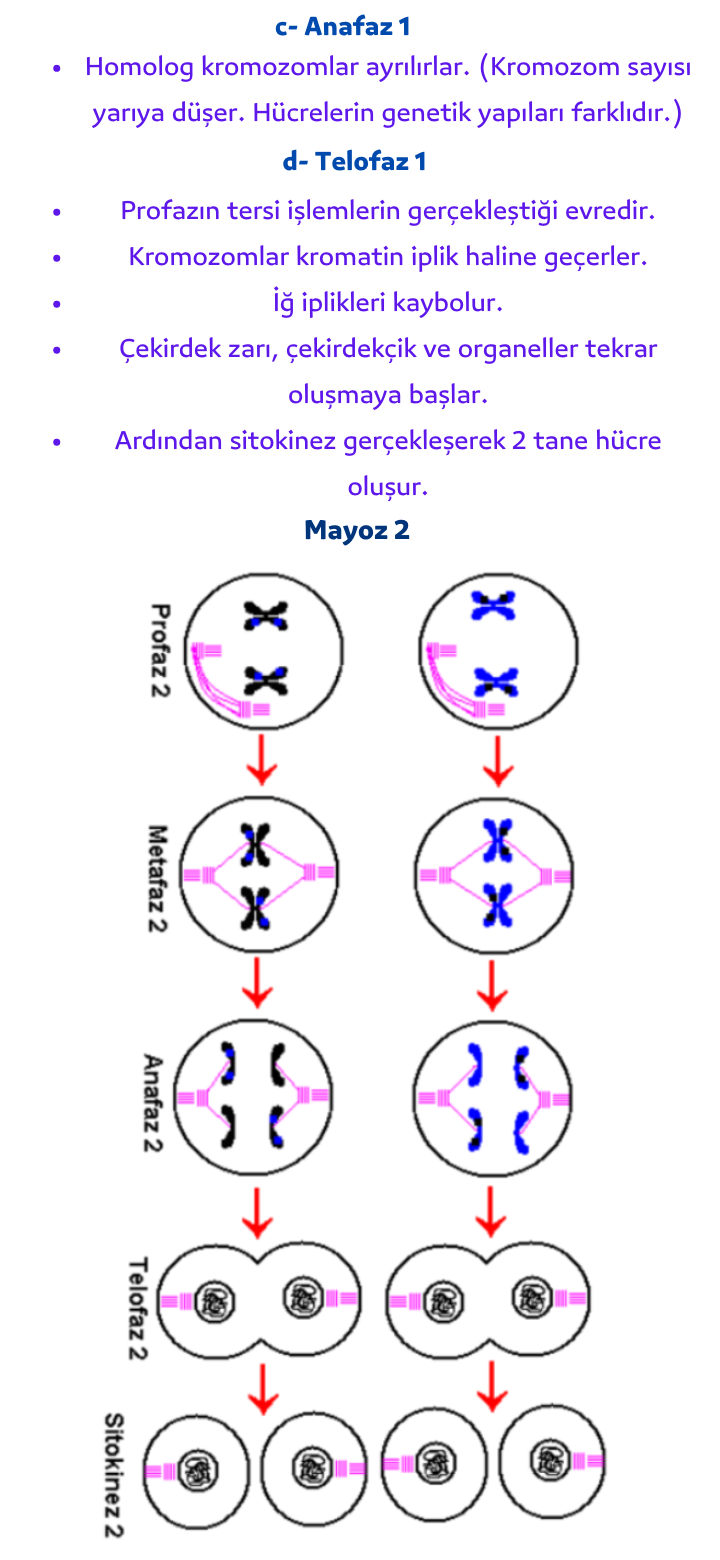 c- Anafaz 1
• Homolog kromozomlar ayrılırlar. (Kromozom sayısı
yarıya düşer. Hücrelerin genetik yapıları farklıdır.)
d- Telofaz 1
• Profazın tersi işlemlerin gerçekleştiği evredir.
• Kromozomlar kromatin iplik haline geçerler.
• İğ iplikleri kaybolur.
• Çekirdek zarı, çekirdekçik ve organeller tekrar
oluşmaya başlar.
• Ardından sitokinez gerçekleşerek 2 tane hücre
oluşur.
Mayoz 2
Profaz 2
Metafaz 2
Anafaz 2
Telofaz 2
Sitokinez 2